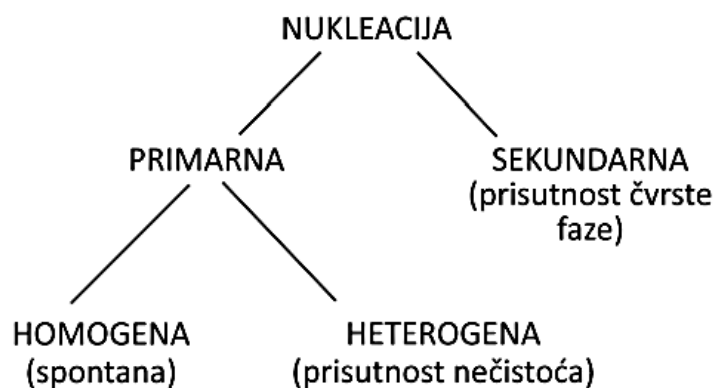 NUKLEACIJA
PRIMARNA
SEKUNDARNA
(prisutnost čvrste
faze)
HOMOGENA
(spontana)
HETEROGENA
(prisutnost nečistoća)